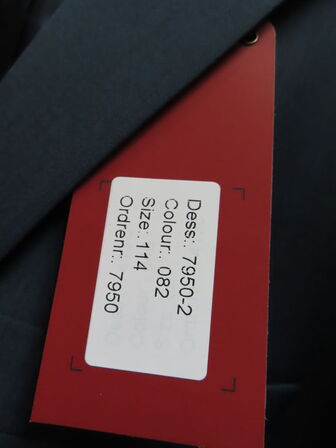 Dess:. 7950-2
Colour:. 082
Size:. 114
Ordrenr:. 7950